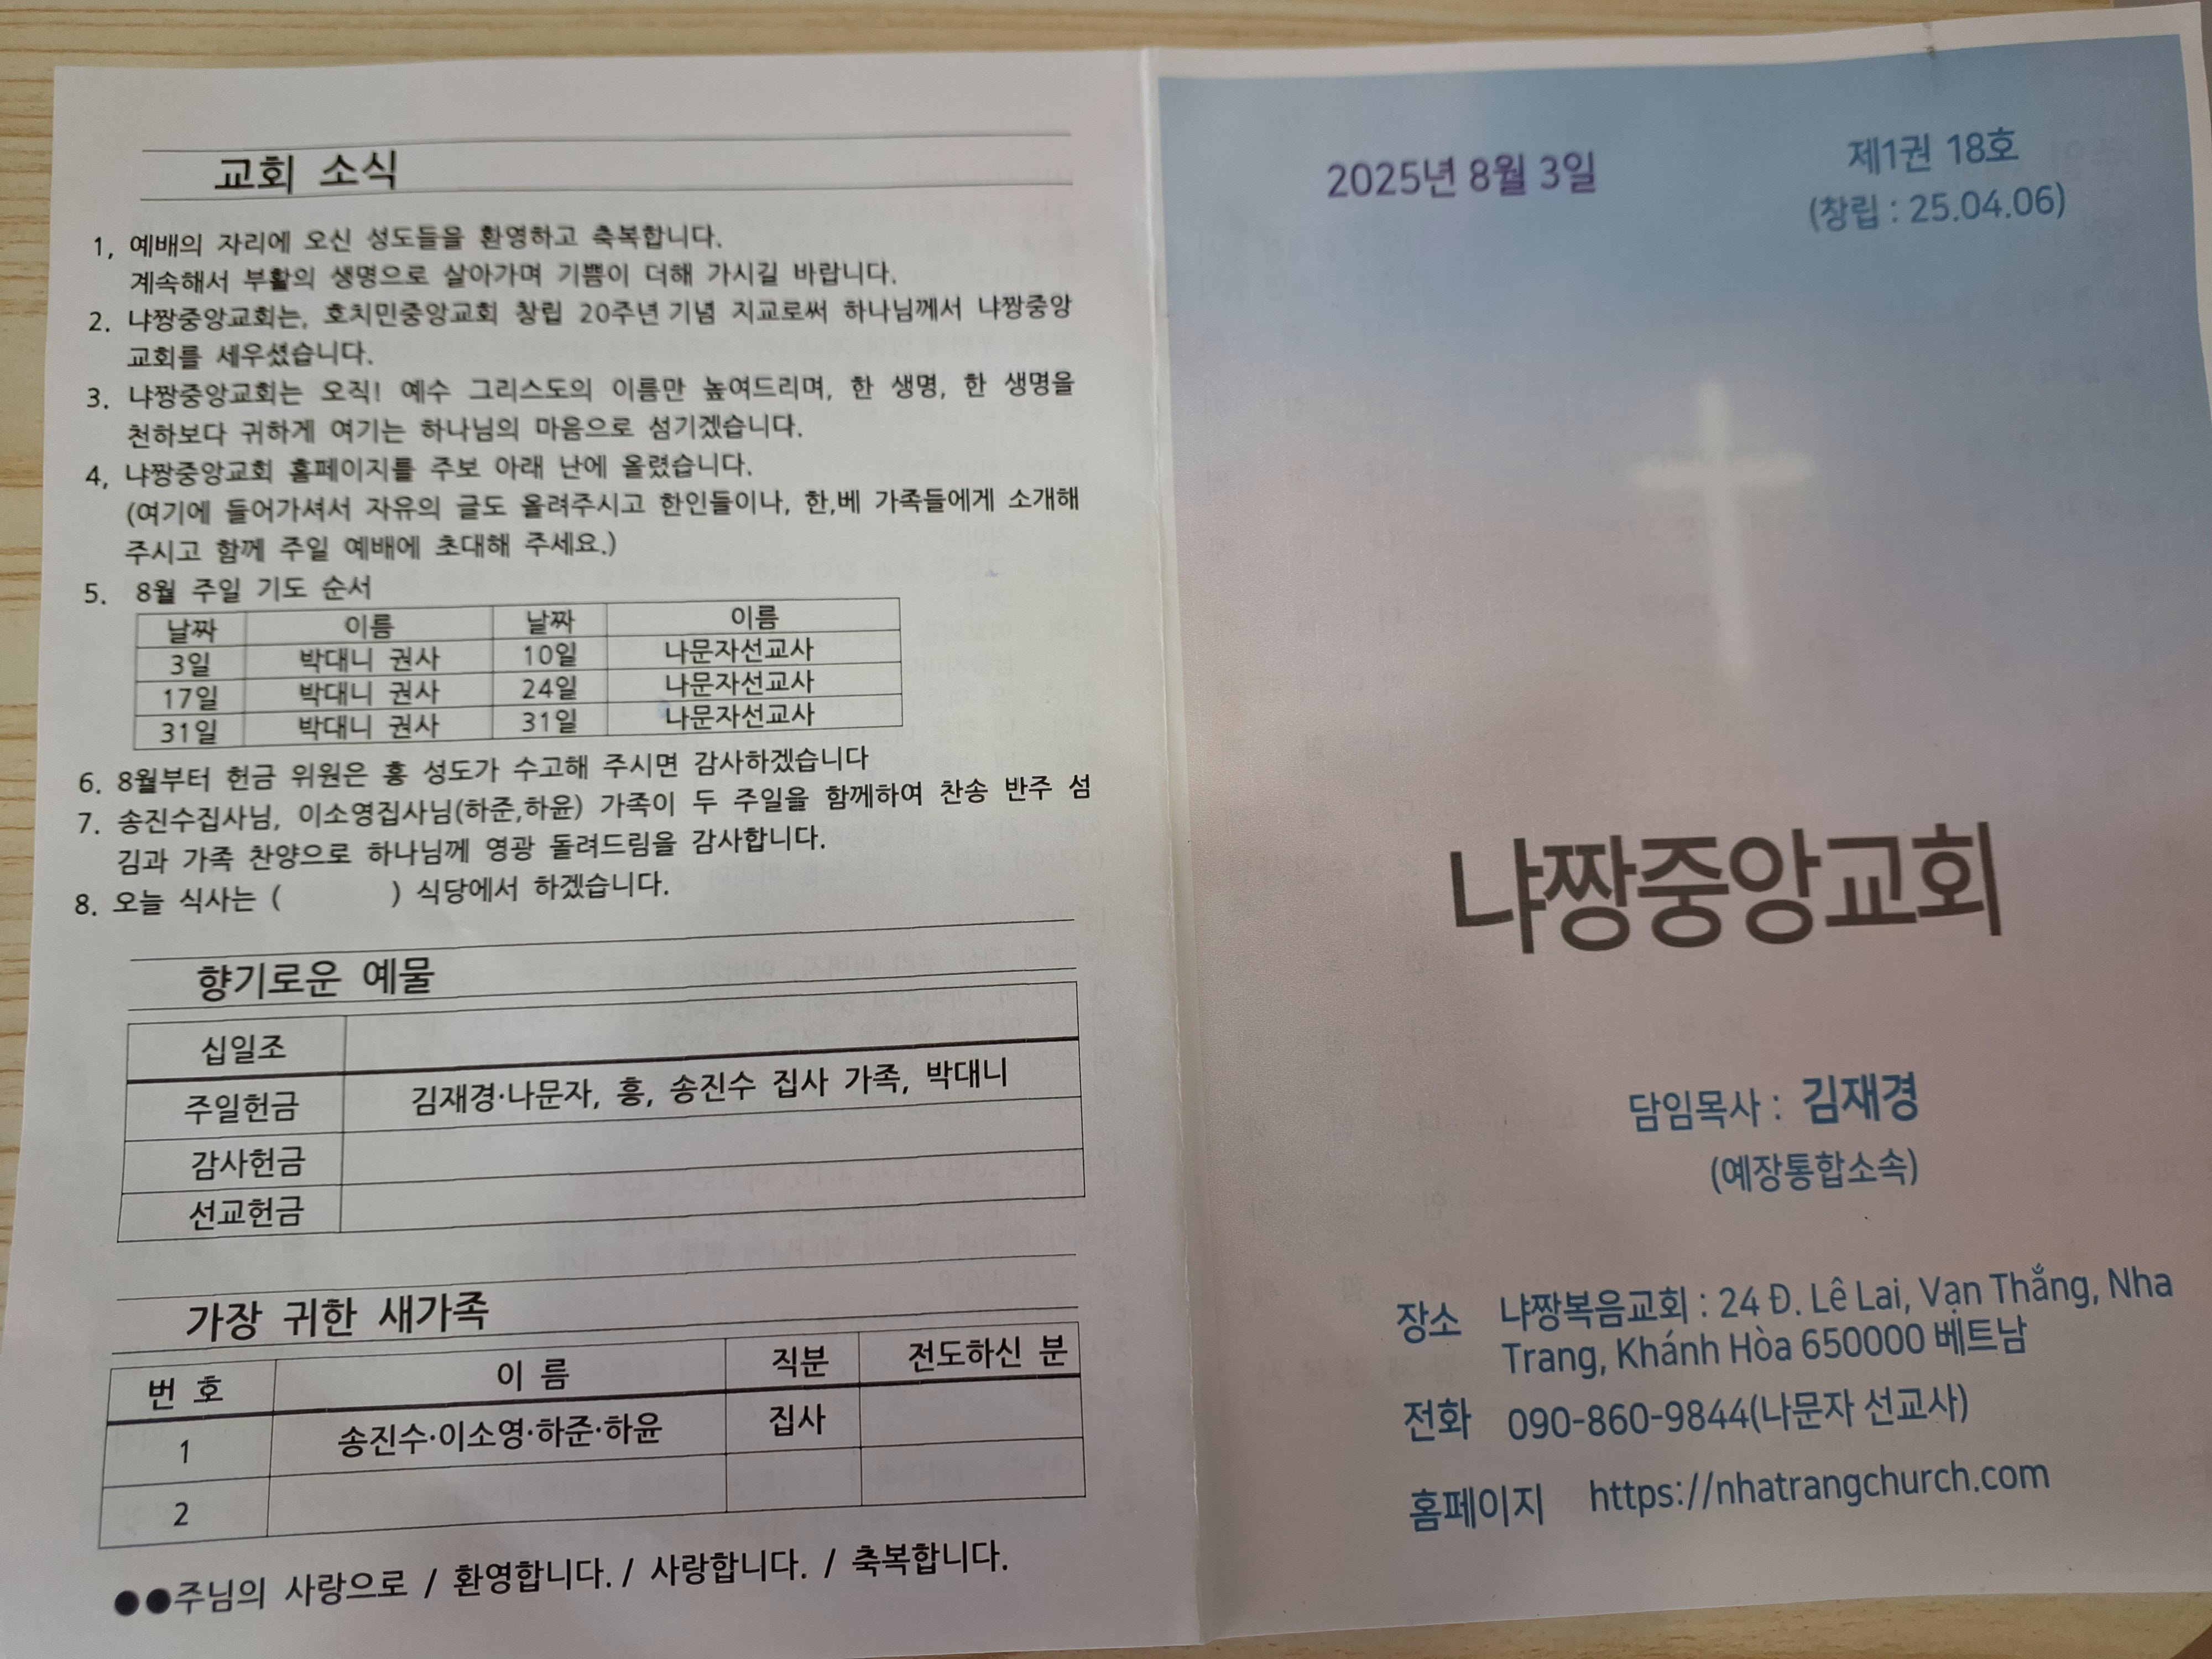 교회 소식
1, 예배의 자리에 오신 성도들을 환영하고 축복합니다.
계속해서 부활의 생명으로 살아가며 기쁨이 더해 가시길 바랍니다.
2. 냐짱중앙교회는, 호치민중앙교회 창립 20주년 기념 지교로써 하나님께서 냐짱중앙
교회를 세우셨습니다.
3. 냐짱중앙교회는 오직! 예수 그리스도의 이름만 높여드리며, 한 생명, 한 생명을
천하보다 귀하게 여기는 하나님의 마음으로 섬기겠습니다.
4, 냐짱중앙교회 홈페이지를 주보 아래 난에 올렸습니다.
(여기에 들어가셔서 자유의 글도 올려주시고 한인들이나, 한,베 가족들에게 소개해
주시고 함께 주일 예배에 초대해 주세요.)
5. 8월 주일 기도 순서
날짜 이름 날짜 이름
3일 박대니 권사 10일 나문자선교사
17일 박대니 권사 24일 나문자선교사
31일 박대니 권사 31일 나문자선교사
6. 8월부터 헌금 위원은 흥 성도가 수고해 주시면 감사하겠습니다
7. 송진수집사님, 이소영집사님(하준,하윤) 가족이 두 주일을 함께하여 찬송 반주 섬
김과 가족 찬양으로 하나님께 영광 돌려드림을 감사합니다.
8. 오늘 식사는 ( ) 식당에서 하겠습니다.
향기로운 예물
십일조
주일헌금 김재경·나문자, 흥, 송진수 집사 가족, 박대니
감사헌금
선교헌금
가장 귀한 새가족
번 호 이 름 직분 전도하신 분
1 송진수·이소영·하준·하윤 집사
2
●●주님의 사랑으로 / 환영합니다. / 사랑합니다. / 축복합니다.
2025년 8월 3일
제1권 18호
(창립 : 25.04.06)
냐짱중앙교회
담임목사 : 김재경
(예장통합소속)
장소 냐짱복음교회 : 24 Đ. Lê Lai, Vạn Thắng, Nha
Trang, Khánh Hòa 650000 베트남
전화 090-860-9844(나문자 선교사)
홈페이지 https://nhatrangchurch.com